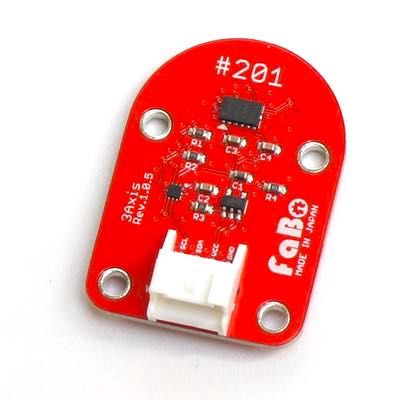 #201
R1
C3
C4
R2
C1
C2
R4
R3
3Axis
Rev.1.0.5
SCL
SDA
VCC
GND
FaBo
MADE IN JAPAN